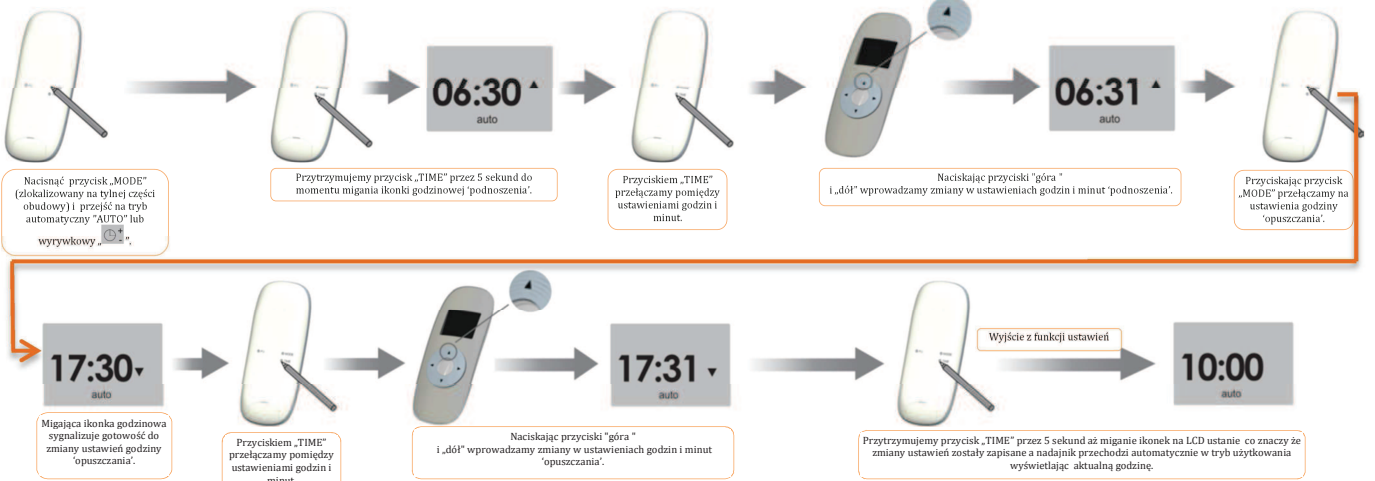 06:30
auto
06:31
auto
Nacisnąć przycisk „MODE"
(zlokalizowany na tylnej części
obudowy) i przejść na tryb
automatyczny "AUTO" lub
wyrywkowy „ + - ”.
Przytrzymujemy przycisk „TIME" przez 5 sekund do
momentu migania ikonki godzinowej ‘podnoszenia’.
Przyciskiem „TIME"
przełączamy pomiędzy
ustawieniami godzin i
minut.
Naciskając przyciski "góra "
i „dół” wprowadzamy zmiany w ustawieniach godzin i minut ‘podnoszenia’.
Przyciskając przycisk
„MODE" przełączamy na
ustawienia godziny
‘opuszczania’.
17:30
auto
17:31
auto
Wyjście z funkcji ustawień
10:00
auto
Migająca ikonka godzinowa
sygnalizuje gotowość do
zmiany ustawień godziny
‘opuszczania’.
Przyciskiem „TIME"
przełączamy pomiędzy
ustawieniami godzin i
minut
Naciskając przyciski "góra "
i „dół” wprowadzamy zmiany w ustawieniach godzin i minut
‘opuszczania’.
Przytrzymujemy przycisk „TIME" przez 5 sekund aż miganie ikonek na LCD ustanie co znaczy że
zmiany ustawień zostały zapisane a nadajnik przechodzi automatycznie w tryb użytkowania
wyświetlając aktualną godzinę.